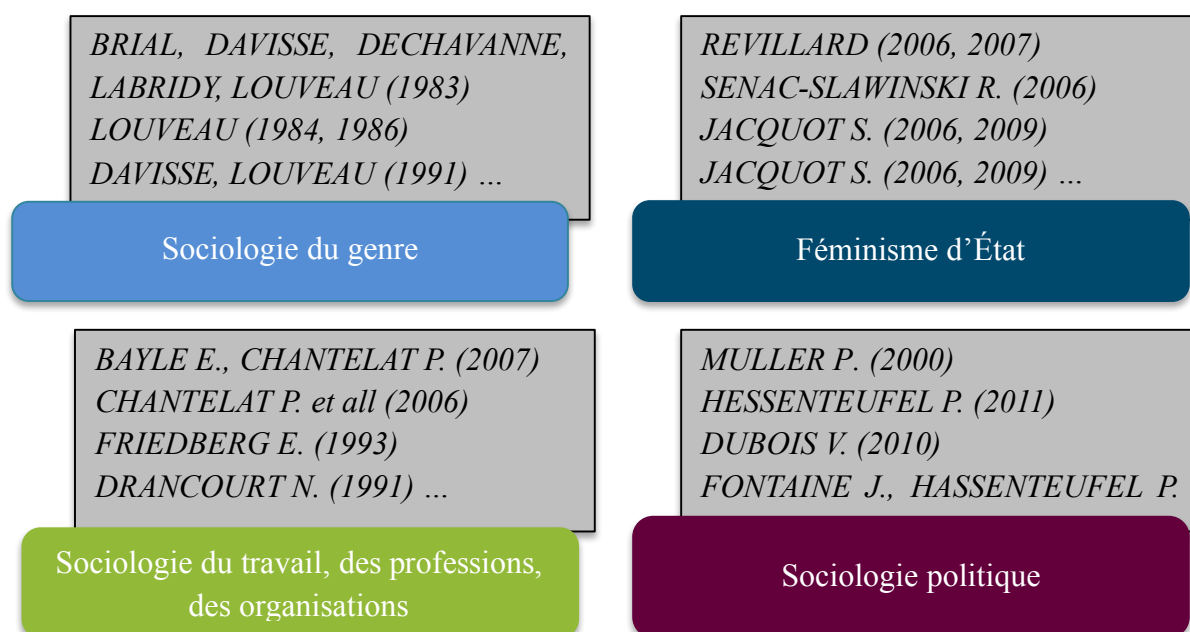 BRIAL, DAVISSE, DECHAVANNE,
LABRIDY, LOUVEAU (1983)
LOUVEAU (1984, 1986)
DAVISSE, LOUVEAU (1991) …
Sociologie du genre
REVILLARD (2006, 2007)
SENAC-SLAWINSKI R. (2006)
JACQUOT S. (2006, 2009)
JACQUOT S. (2006, 2009) …
Féminisme d’État
BAYLE E., CHANTELAT P. (2007)
CHANTELAT P. et all (2006)
FRIEDBERG E. (1993)
DRANCOURT N. (1991) …
Sociologie du travail, des professions,
des organisations
MULLER P. (2000)
HESSENTEUFEL P. (2011)
DUBOIS V. (2010)
FONTAINE J., HASSENTEUFEL P.
Sociologie politique